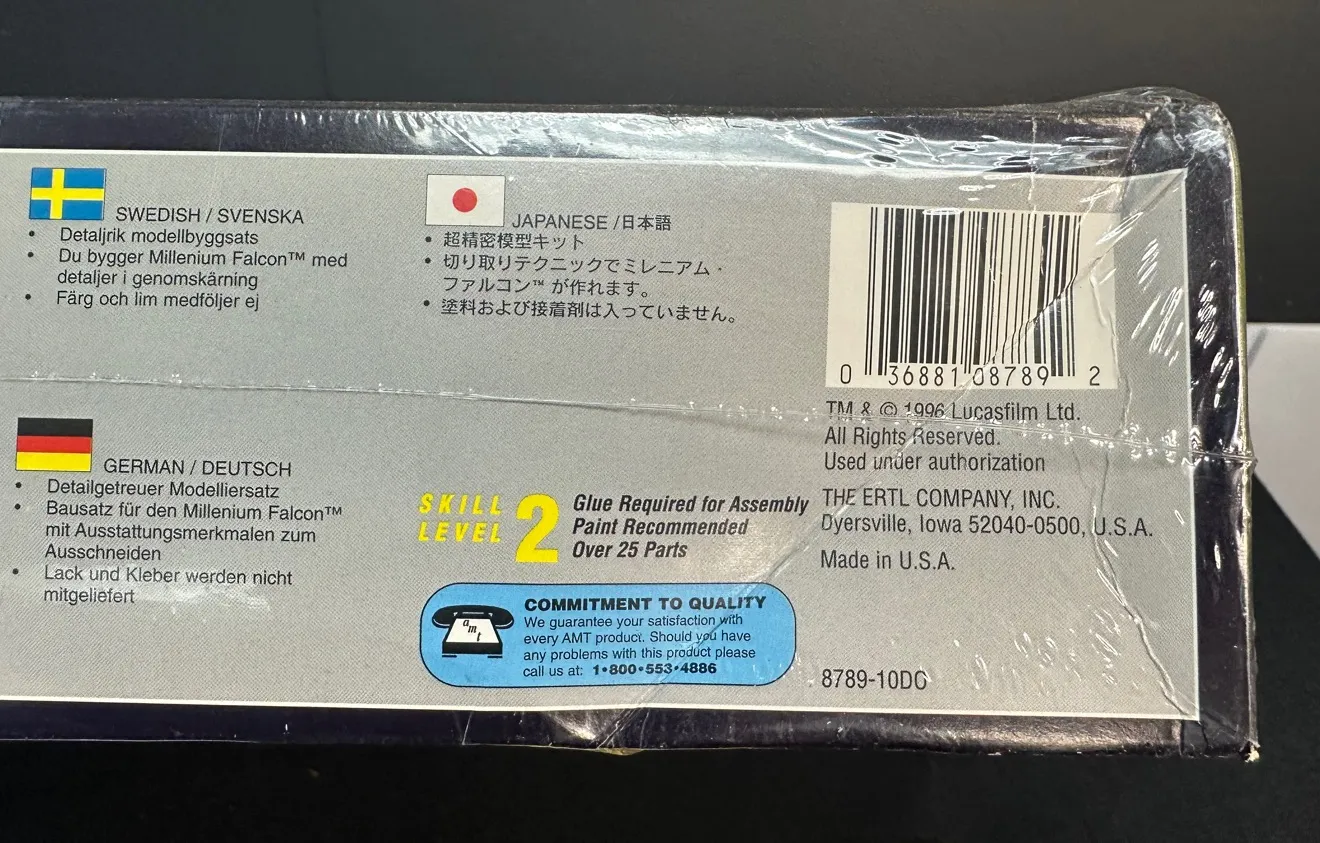 SWEDISH / SVENSKA
• Detaljrik modellbyggsats
• Du bygger Millenium Falcon™ med
detaljer i genomskärning
• Färg och lim medföljer ej
JAPANESE /日本語
• 超精密模型キット
• 切り取りテクニックでミレニアム・
ファルコン™ が作れます。
• 塗料および接着剤は入っていません。
0 36881 08789 2
TM & © 1996 Lucasfilm Ltd.
All Rights Reserved.
Used under authorization
THE ERTL COMPANY, INC.
Dyersville, Iowa 52040-0500, U.S.A.
Made in U.S.A.
8789-10DO
GERMAN / DEUTSCH
• Detailgetreuer Modelliersatz
• Bausatz für den Millenium Falcon™
mit Ausstattungsmerkmalen zum
Ausschneiden
• Lack und Kleber werden nicht
mitgeliefert
SKILL
LEVEL 2
Glue Required for Assembly
Paint Recommended
Over 25 Parts
amt
COMMITMENT TO QUALITY
We guarantee your satisfaction with
every AMT product. Should you have
any problems with this product please
call us at: 1•800•553•4886